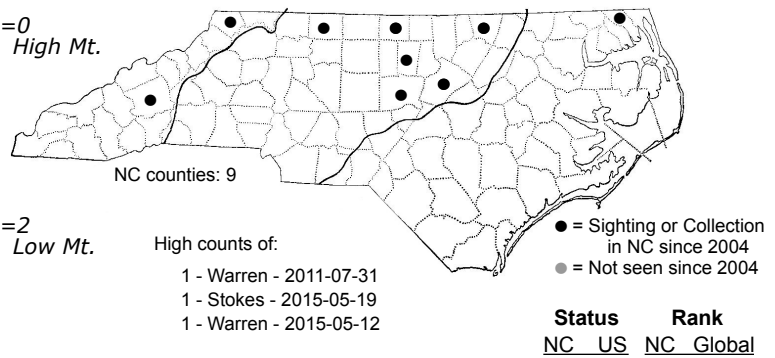 =0
High Mt.
NC counties: 9
=2
Low Mt.
High counts of:
1 - Warren - 2011-07-31
1 - Stokes - 2015-05-19
1 - Warren - 2015-05-12
= Sighting or Collection
in NC since 2004
= Not seen since 2004
Status Rank
NC US NC Global